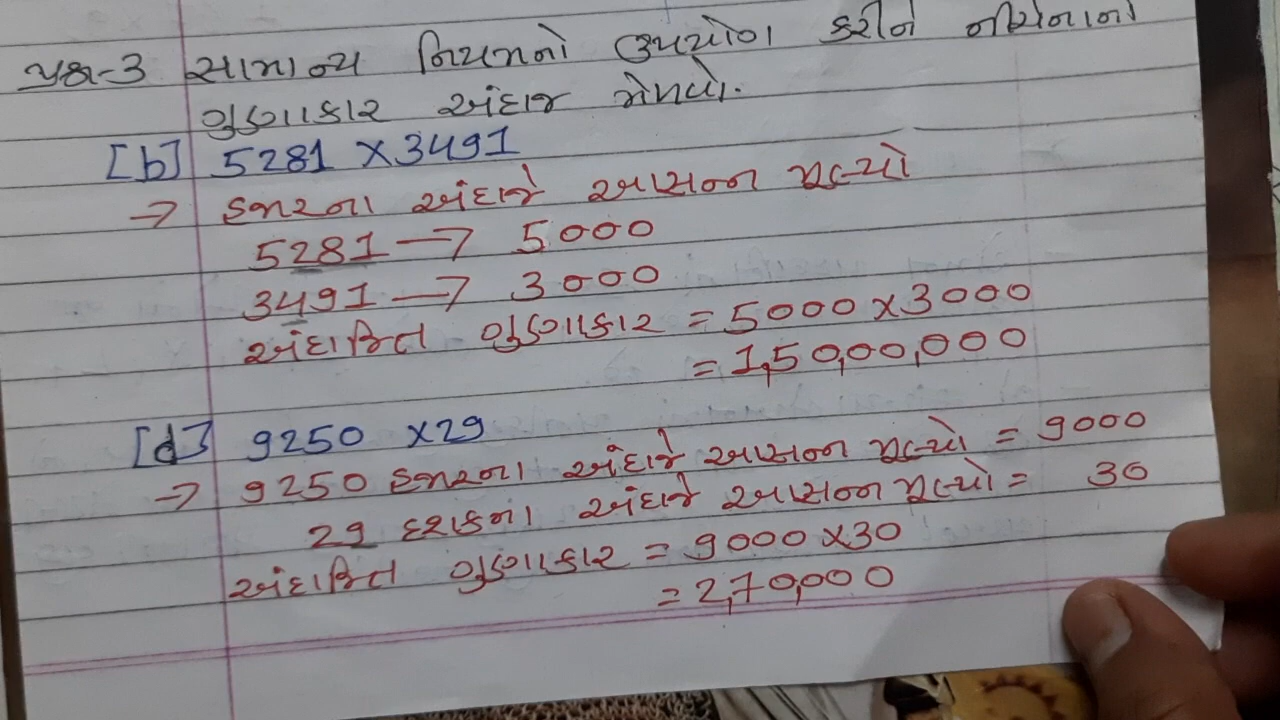 પ્રશ્ન-3 સામાન્ય નિયમનો ઉપયોગ કરીને નીચેનાનો
ગુણાકાર અંદાજ મેળવો.
[b] 5281 X 3491
→ હજારના અંદાજે આસન્ન મૂલ્યો
5281 → 5000
3491 → 3000
અંદાજિત ગુણાકાર = 5000 X 3000
= 1,50,00,000
[d] 9250 X 29
→ 9250 હજારના અંદાજે આસન્ન મૂલ્યો = 9000
29 દશકના અંદાજે આસન્ન મૂલ્યો = 30
અંદાજિત ગુણાકાર = 9000 X 30
= 2,70,000